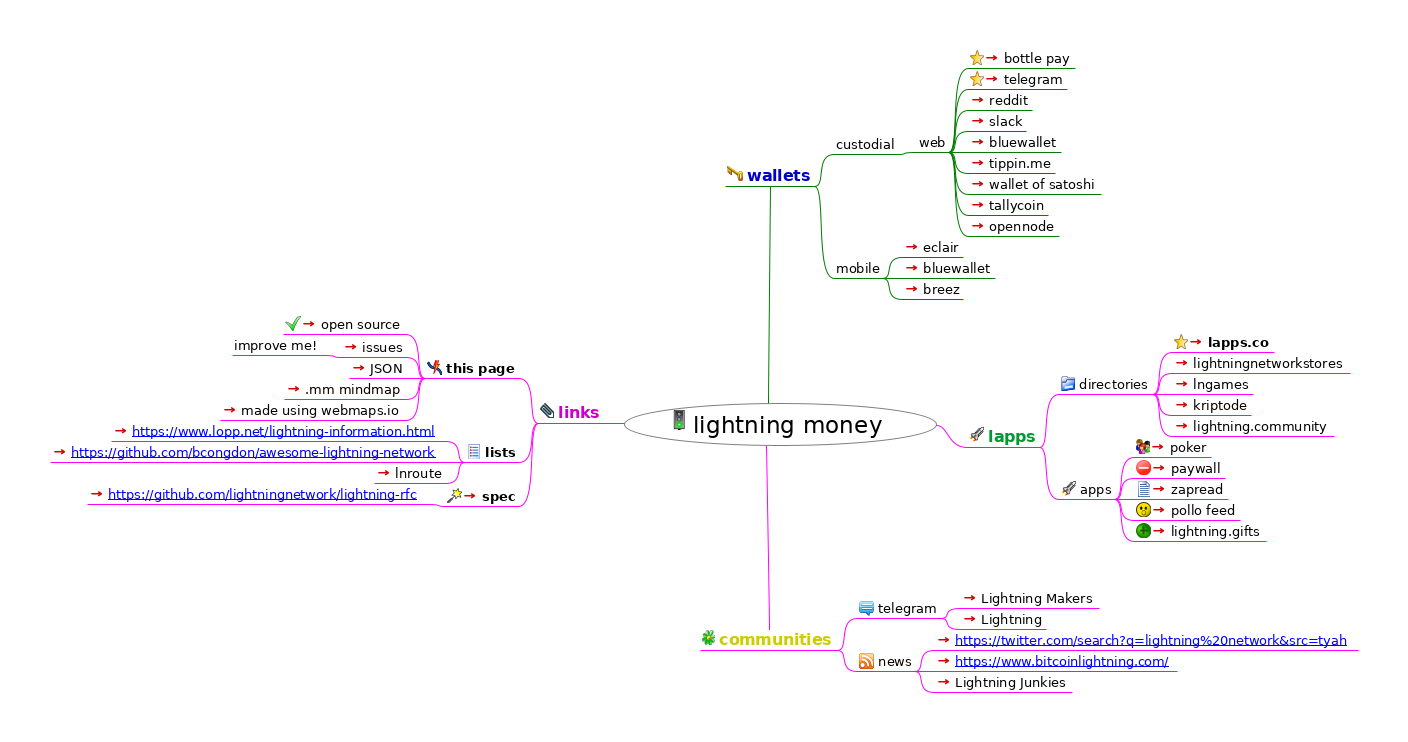 lightning money
wallets
custodial
web
bottle pay
telegram
reddit
slack
bluewallet
tippin.me
wallet of satoshi
tallycoin
opennode
mobile
eclair
bluewallet
breez
lapps
directories
lapps.co
lightningnetworkstores
lngames
kriptode
lightning.community
apps
poker
paywall
zapread
pollo feed
lightning.gifts
communities
telegram
Lightning Makers
Lightning
news
https://twitter.com/search?q=lightning%20network&src=tyah
https://www.bitcoinlightning.com/
Lightning Junkies
links
this page
open source
issues
improve me!
JSON
.mm mindmap
made using webmaps.io
lists
https://www.lopp.net/lightning-information.html
https://github.com/bcongdon/awesome-lightning-network
lnroute
spec
https://github.com/lightningnetwork/lightning-rfc